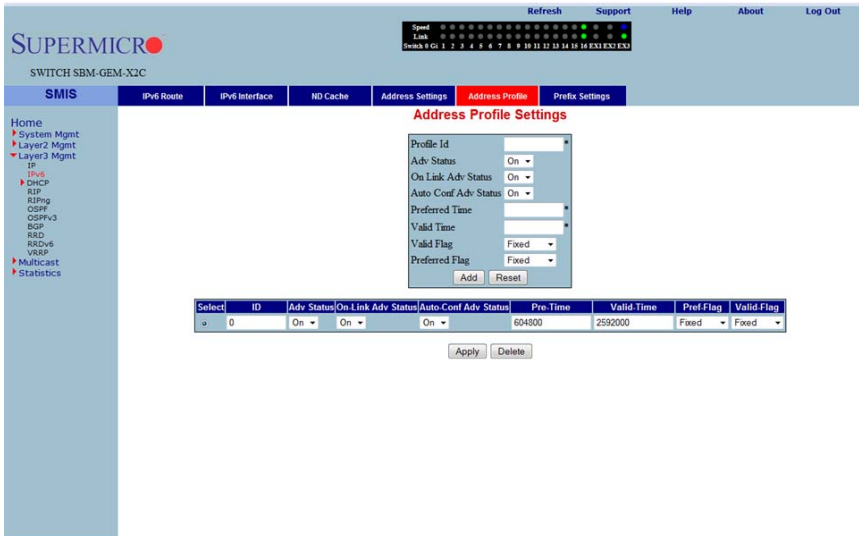 Refresh Support Help About Log Out
Speed
Link
Switch 0 Gi 1 2 3 4 5 6 7 8 9 10 11 12 13 14 15 16 EX1 EX2 EX3
SUPERMICRO
SWITCH SBM-GEM-X2C
SMIS
IPv6 Route IPv6 Interface ND Cache Address Settings Address Profile Prefix Settings
Home
System Mgmt
Layer2 Mgmt
Layer3 Mgmt
IP
IPv6
DHCP
RIP
RIPng
OSPF
OSPFv3
BGP
RRD
RRDv6
VRRP
Multicast
Statistics
Address Profile Settings
Profile Id *
Adv Status On
On Link Adv Status On
Auto Conf Adv Status On
Preferred Time *
Valid Time *
Valid Flag Fixed
Preferred Flag Fixed
Add Reset
Select ID Adv Status On-Link Adv Status Auto-Conf Adv Status Pre-Time Valid-Time Pref-Flag Valid-Flag
0 On On On 604800 2592000 Fixed Fixed
Apply Delete